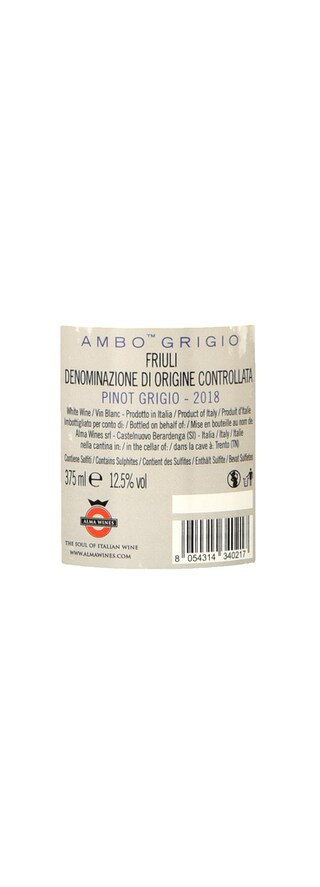 AMBO™ GRIGIO
FRIULI
DENOMINAZIONE DI ORIGINE CONTROLLATA
PINOT GRIGIO - 2018
White Wine / Vin Blanc - Prodotto in Italia / Product of Italy / Produit d'Italie
Imbottigliato per conto di: / Bottled on behalf of: / Mise en bouteille au nom de:
Alma Wines srl - Castelnuovo Berardenga (SI) - Italia / Italy / Italie
nella cantina in: / in the cellar of: / dans la cave à: Trento (TN)
Contiene Solfiti / Contains Sulphites / Contient des Sulfites / Enthält Sulfite / Bevat Sulfieten
375 ml e 12.5% vol
ALMA WINES
THE SOUL OF ITALIAN WINE
WWW.ALMAWINES.COM
8 054314 340217